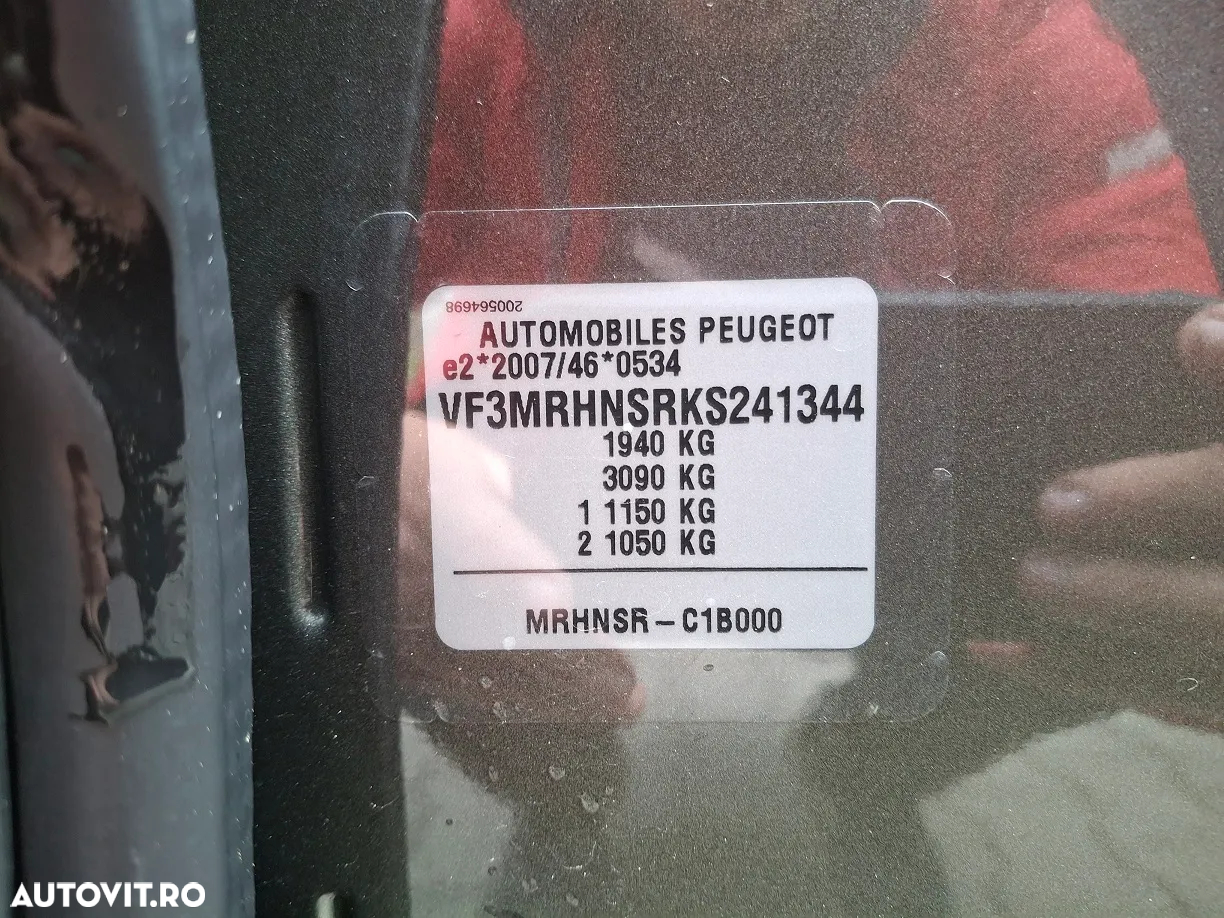 200564698
AUTOMOBILES PEUGEOT
e2*2007/46*0534
VF3MRHNSRKS241344
1940 KG
3090 KG
1 1150 KG
2 1050 KG
MRHNSR – C1B000
AUTOVIT.RO